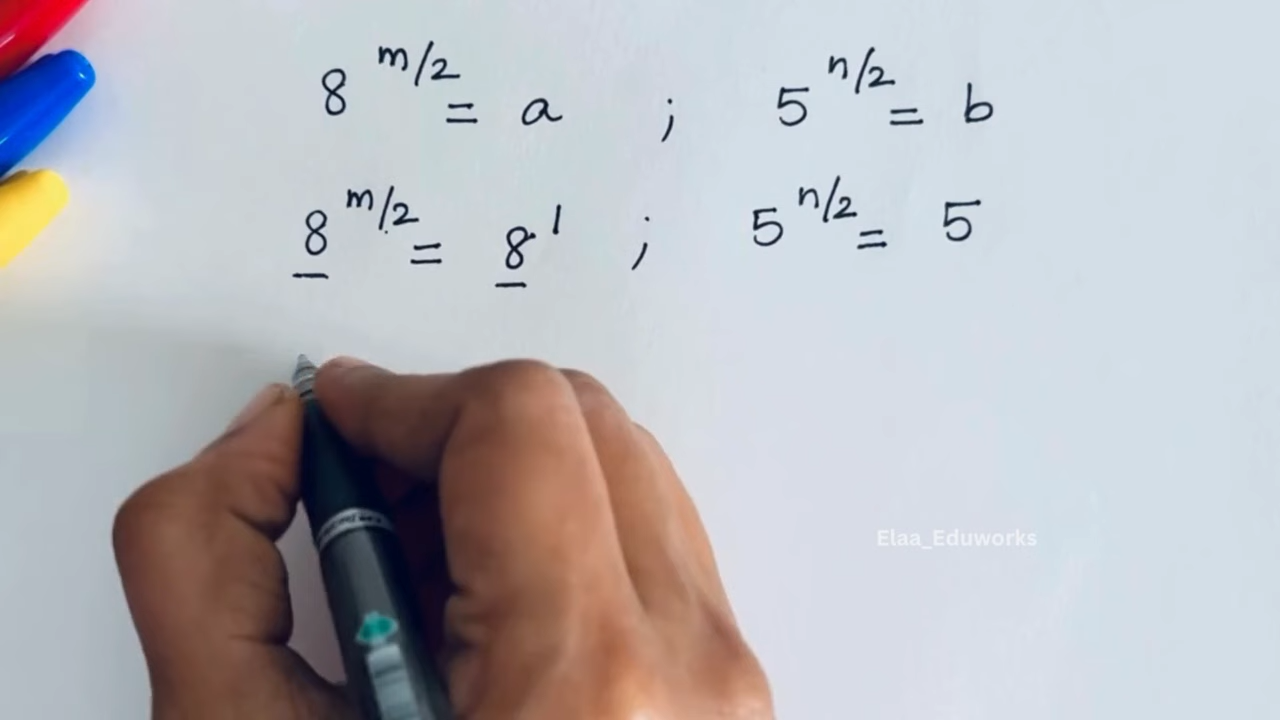 8^{m/2} = a ; 5^{n/2} = b
8^{m/2} = 8^1 ; 5^{n/2} = 5
Elaa_Eduworks